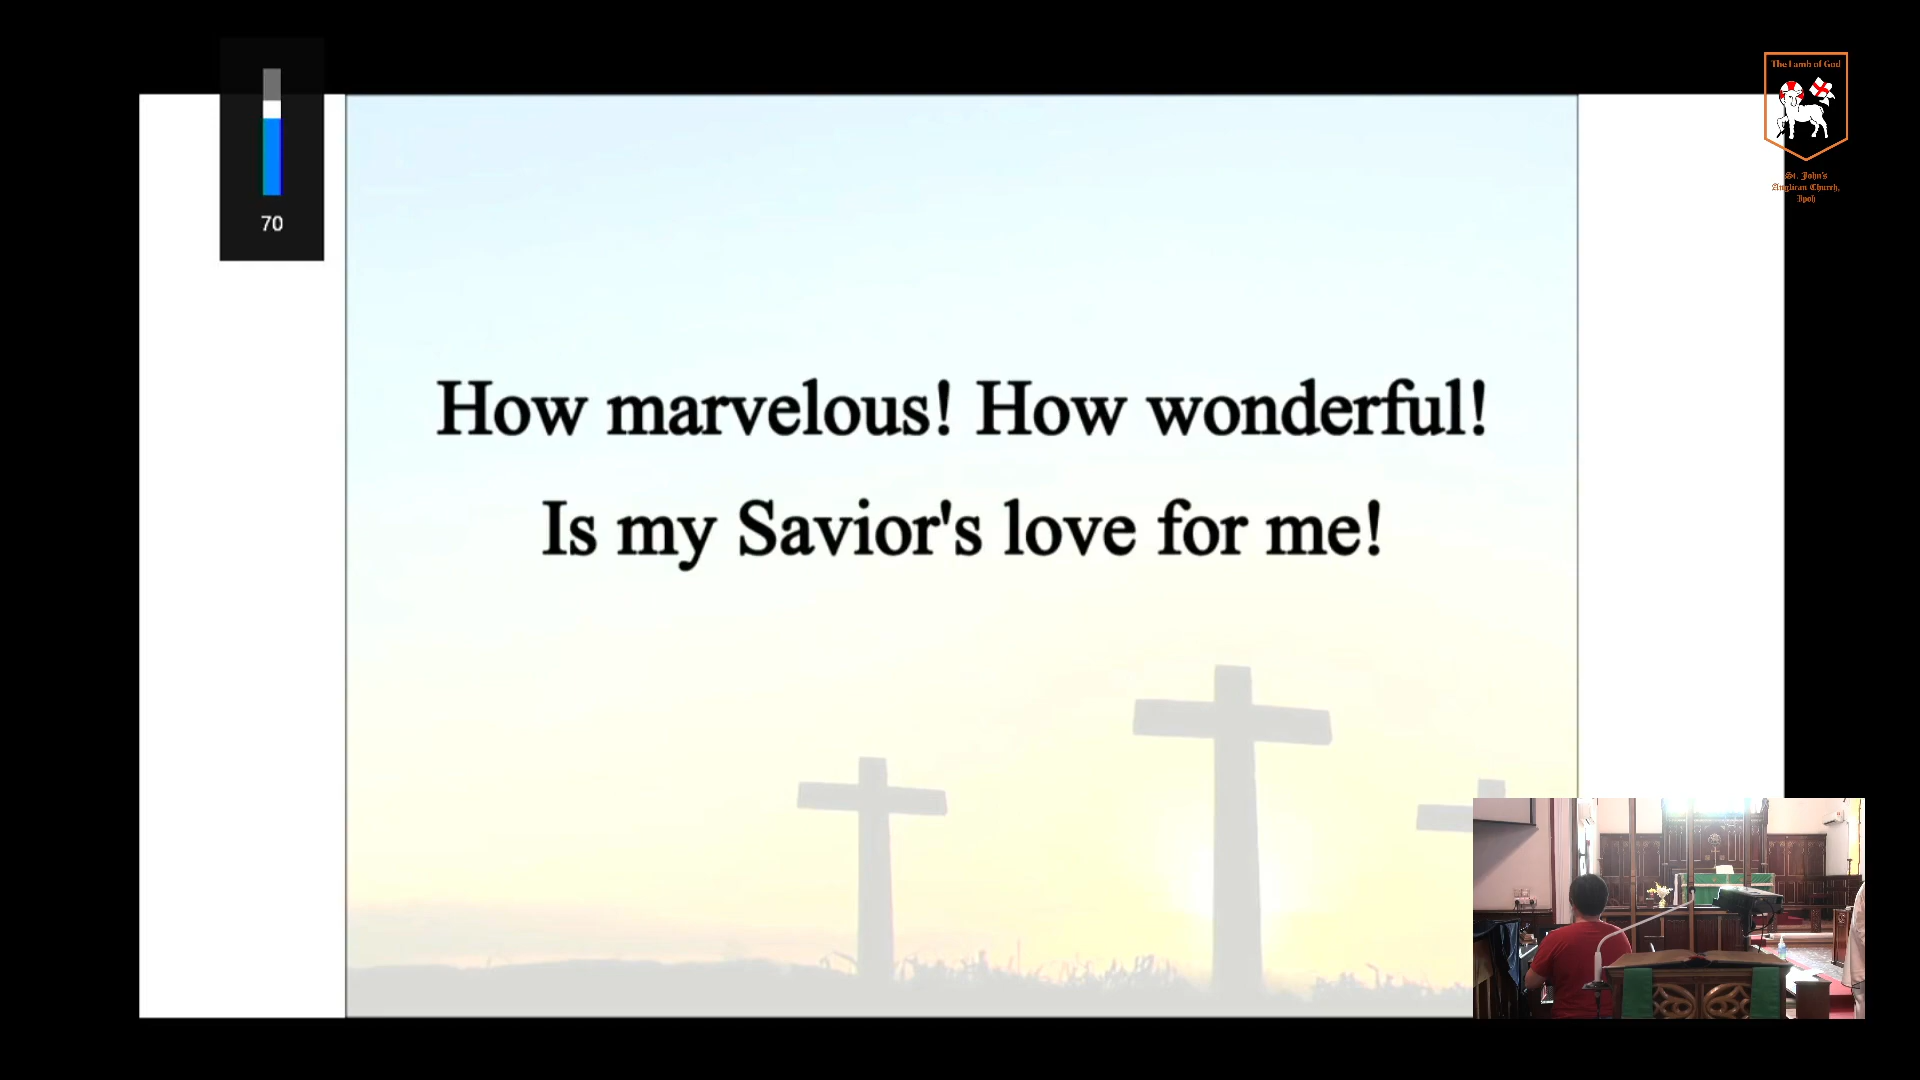 70
The Lamb of God
St. John's
Anglican Church,
Ipoh
How marvelous! How wonderful!
Is my Savior's love for me!